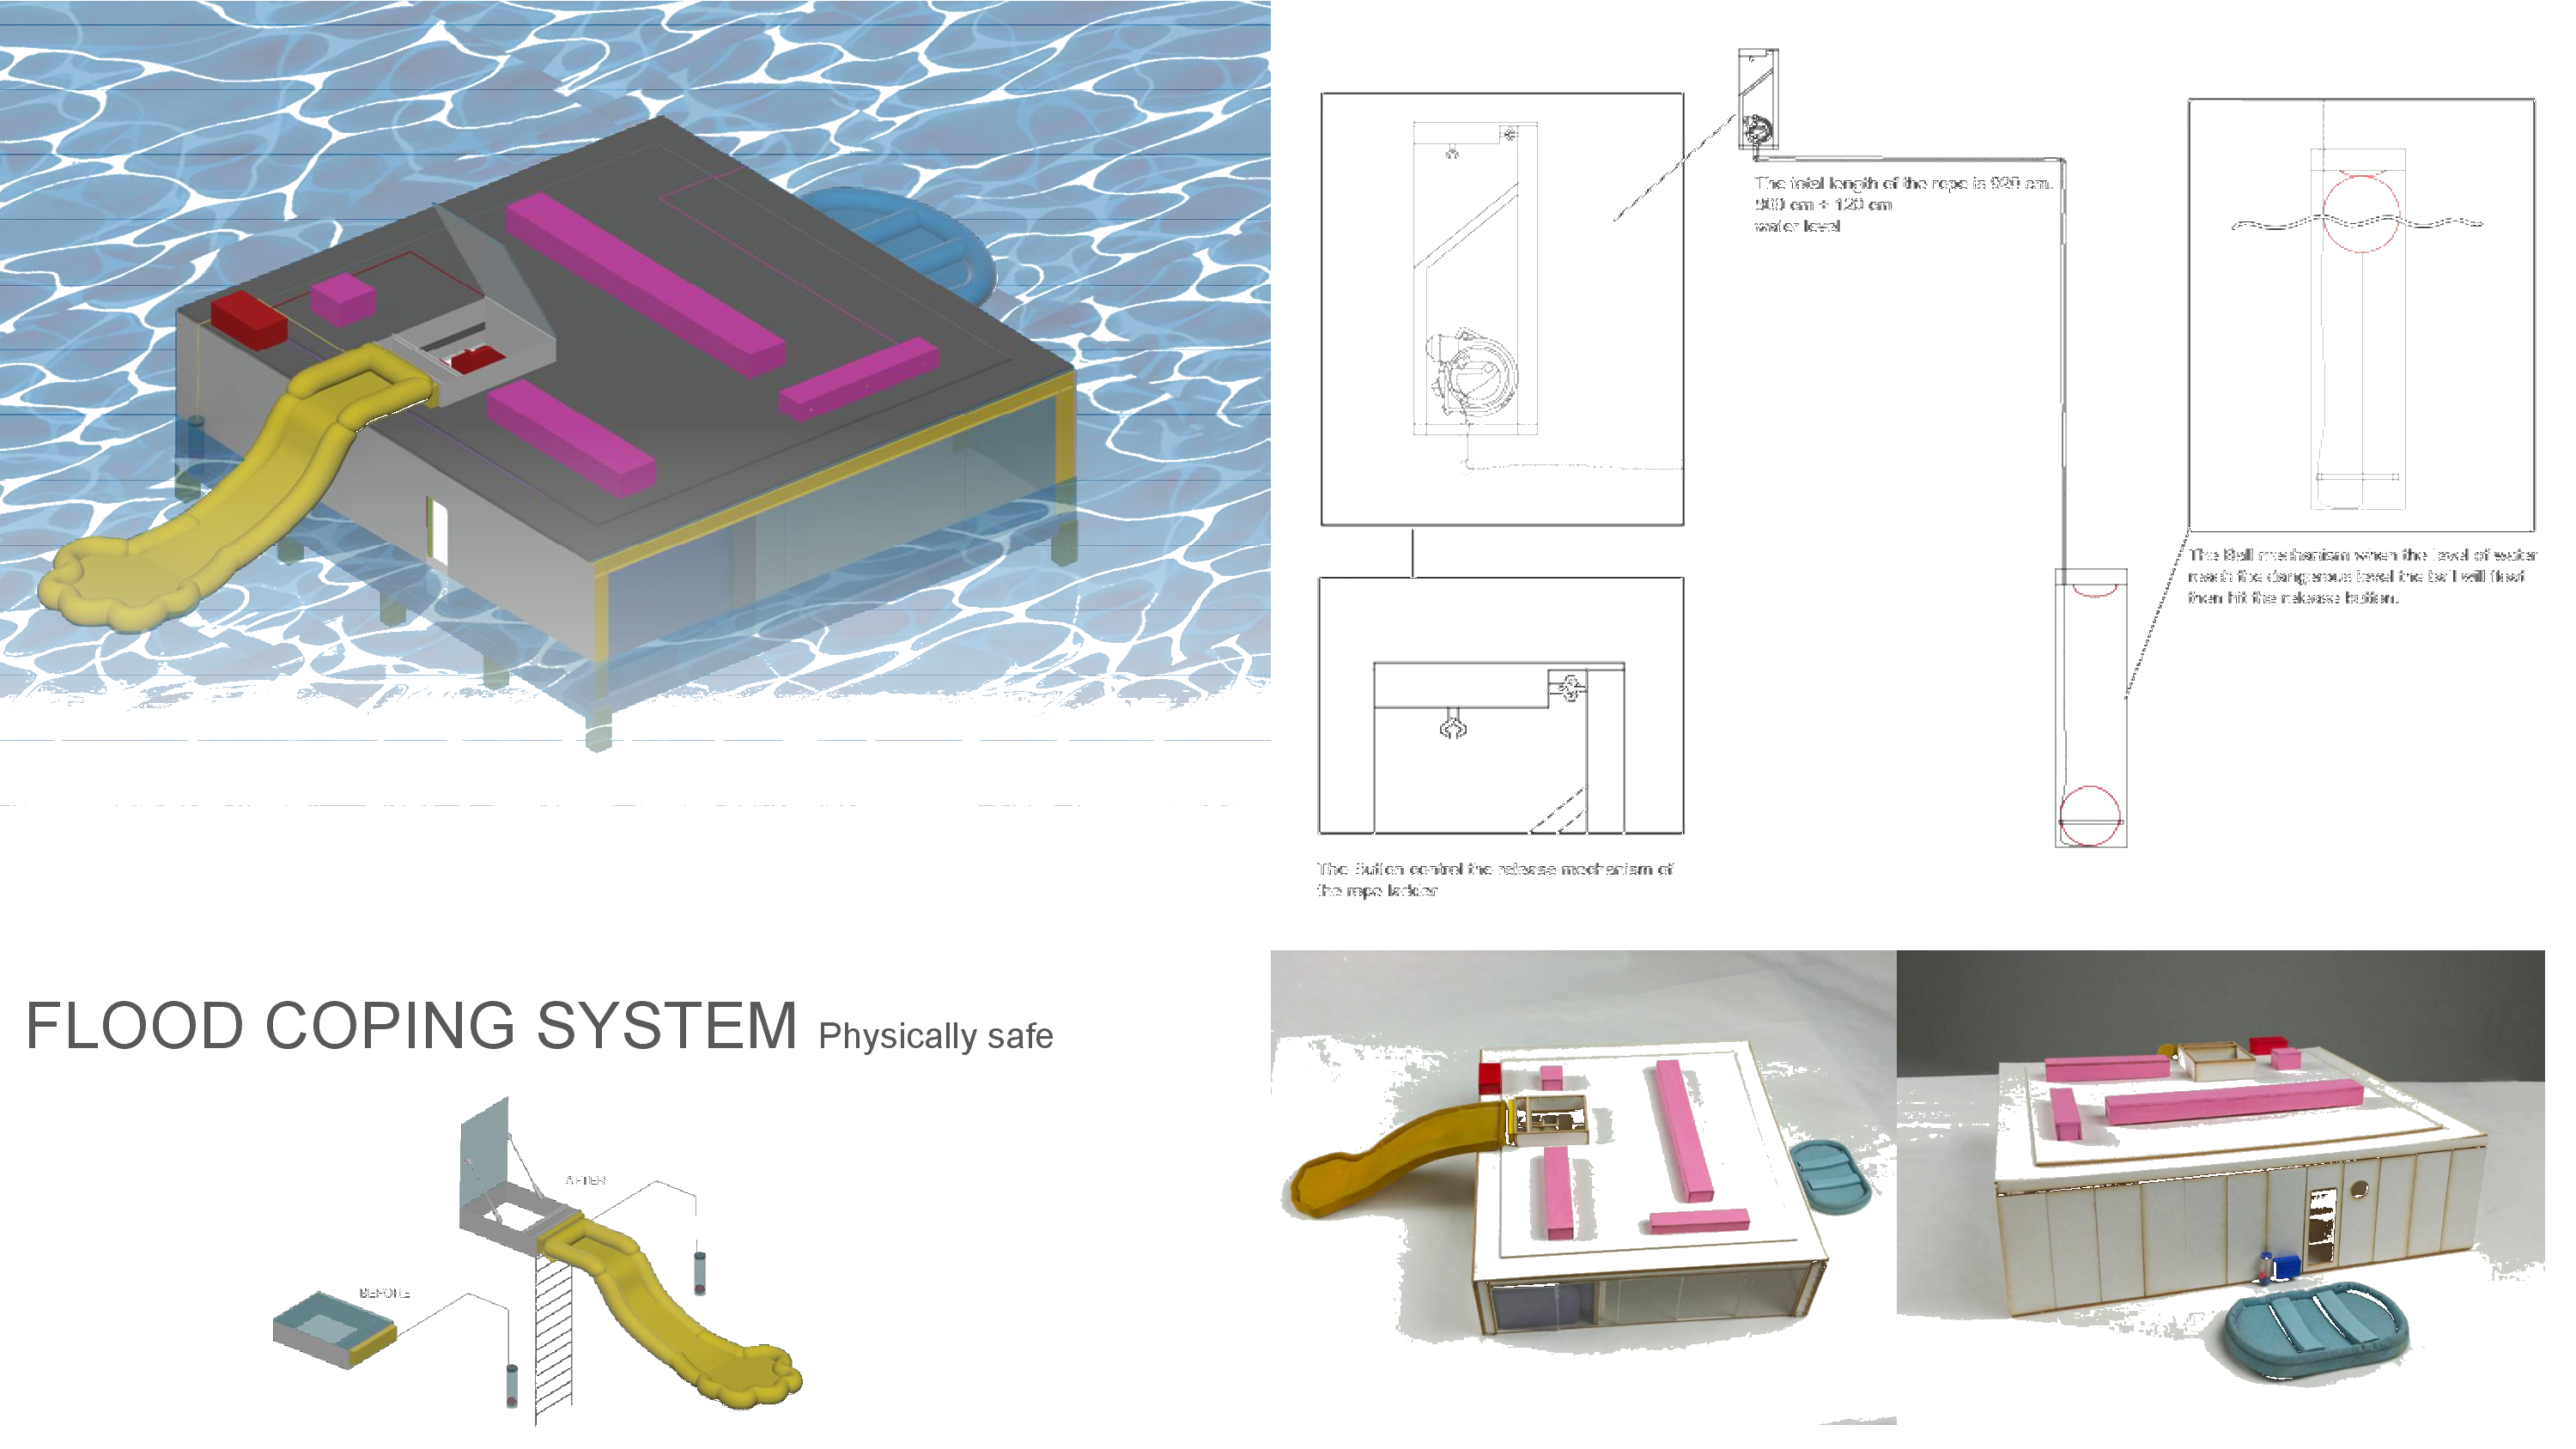 The total length of the rope is 920 cm.
900 cm + 120 cm
water level
The Ball mechanism when the level of water
reach the dangerous level the ball will float
then hit the release button.
The Button control the release mechanism of
the rope ladder
FLOOD COPING SYSTEM Physically safe
AFTER
BEFORE